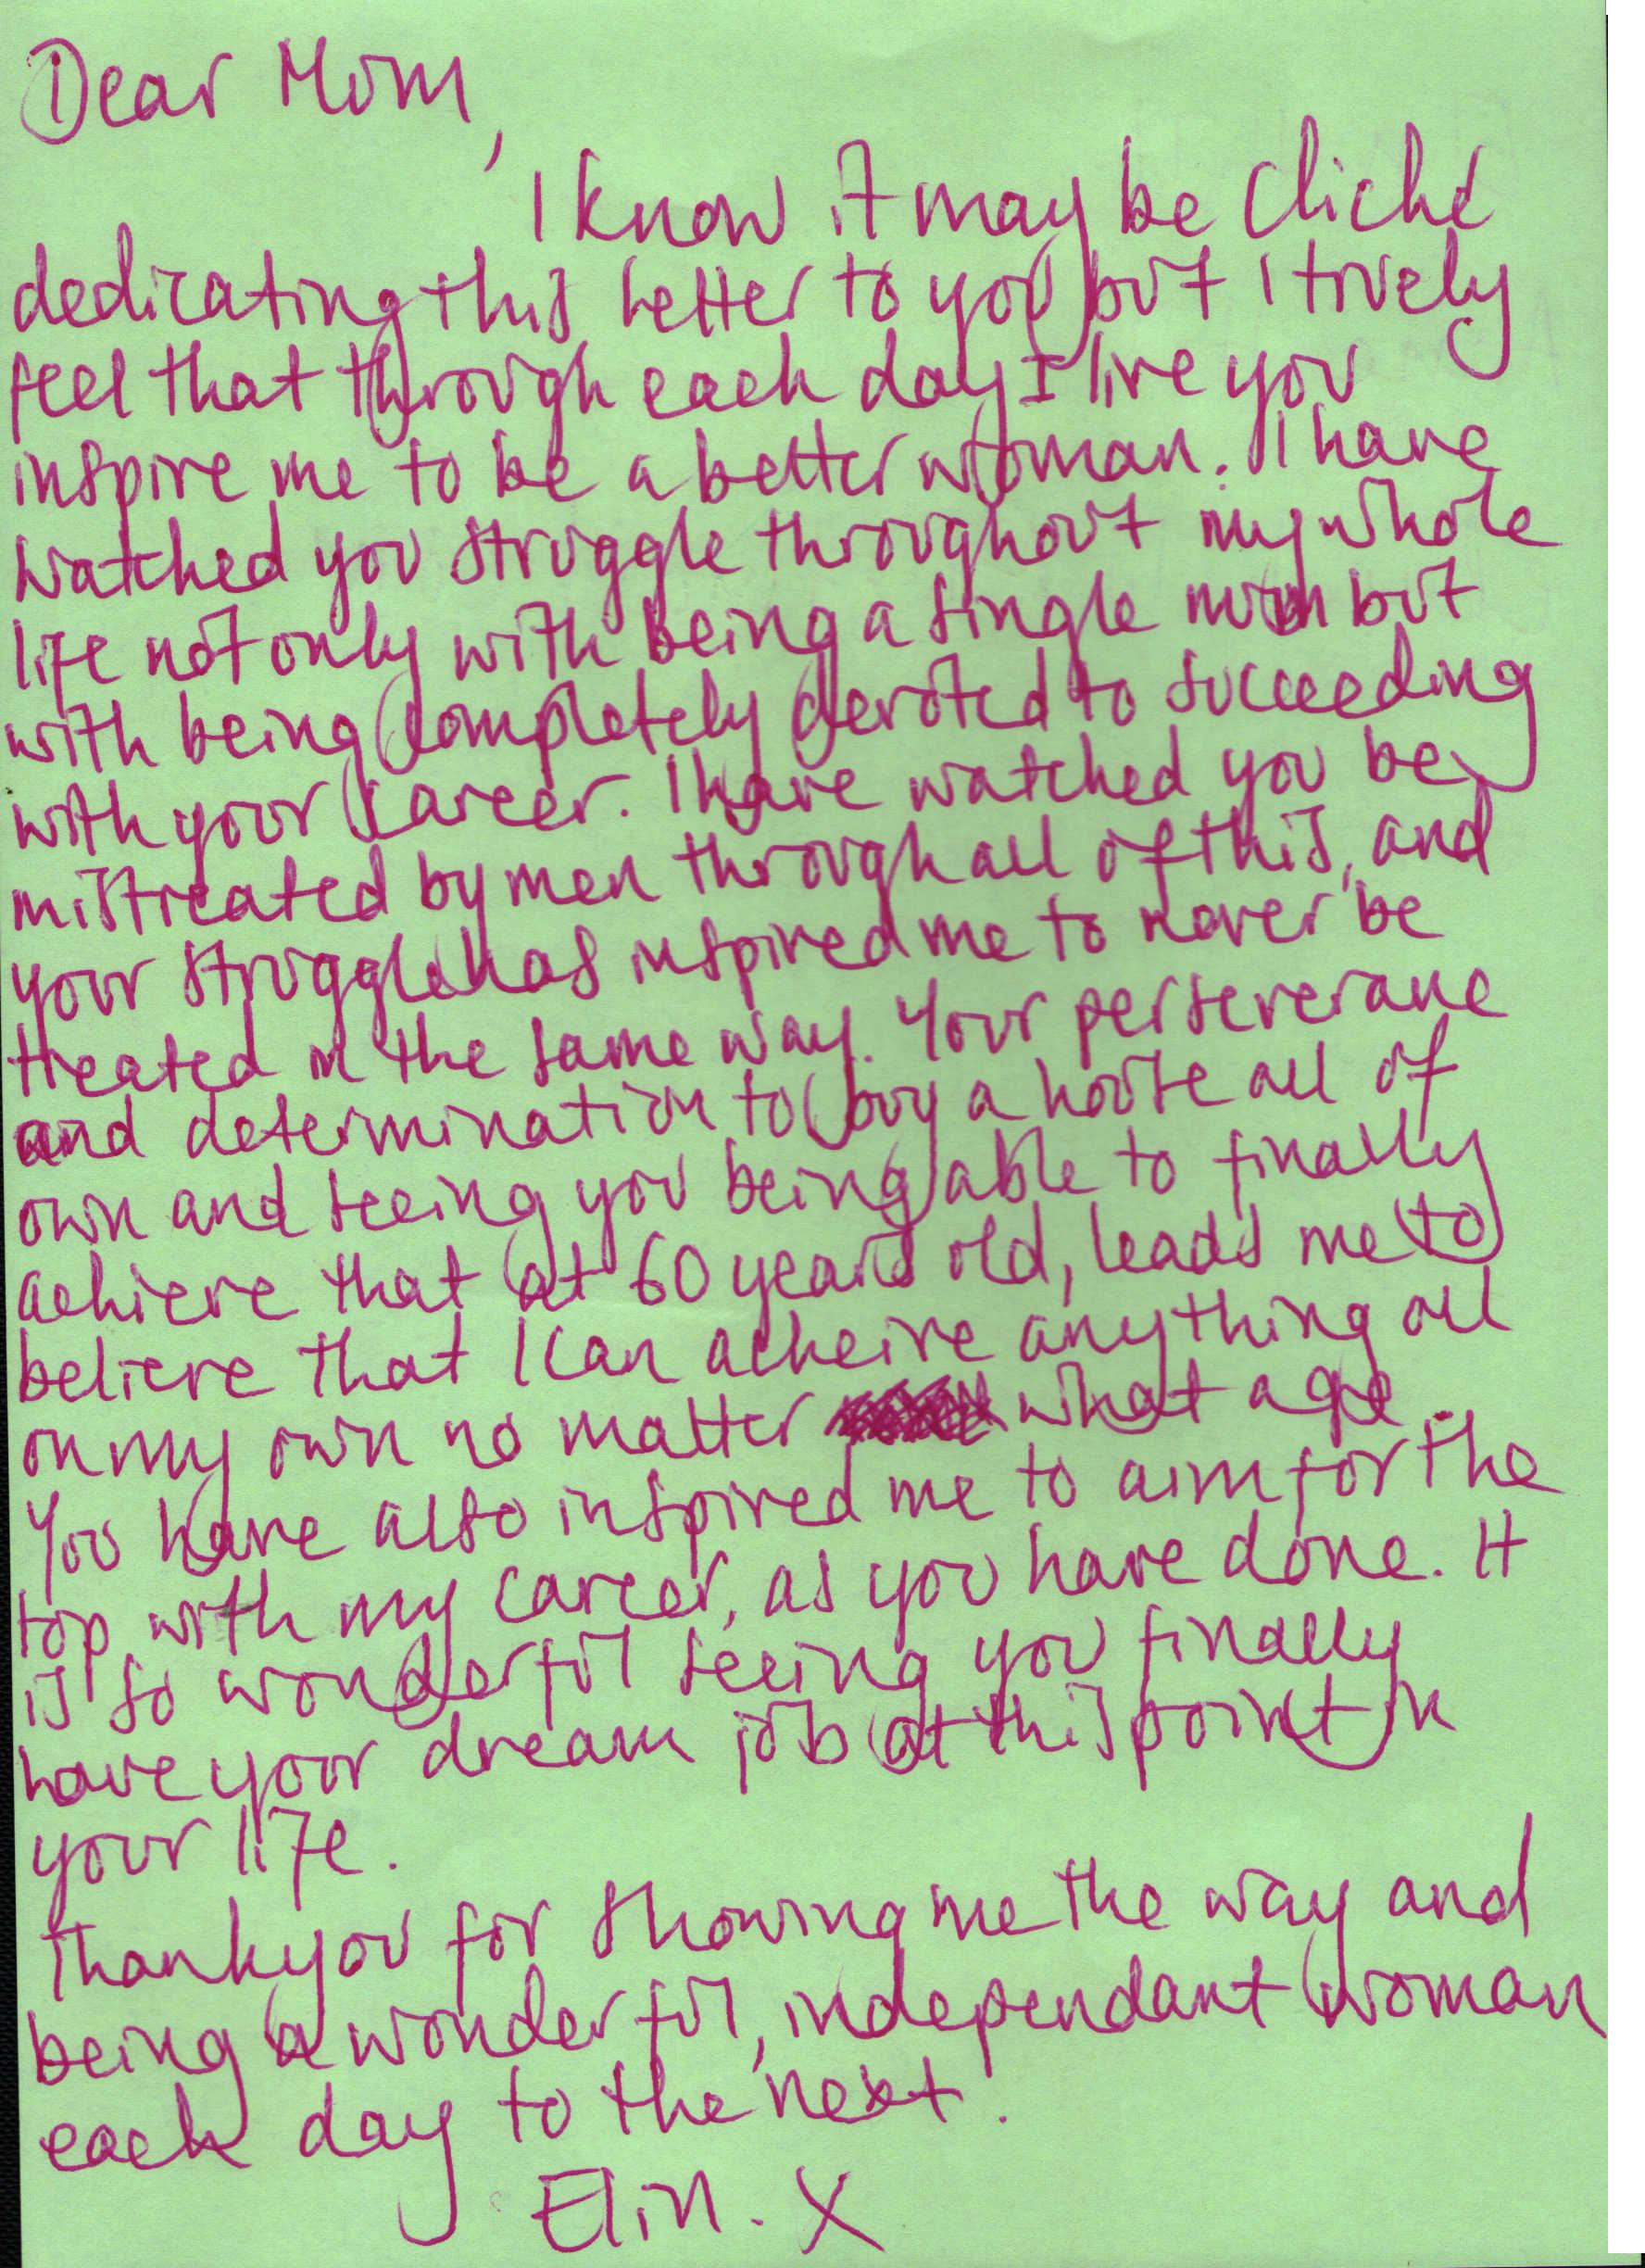 Dear Mom,
I know it may be cliché
dedicating this letter to you but I truely
feel that through each day I live you
inspire me to be a better woman. I have
watched you struggle throughout my whole
life not only with being a single mom but
with being completely devoted to succeeding
with your career. I have watched you be
mistreated by men through all of this, and
your struggle has inspired me to never be
treated in the same way. Your perseverane
and determination to buy a house all of
own and seeing you being able to finally
achieve that at 60 years old, leads me to
believe that I can acheive anything all
on my own no matter what age.
You have also inspired me to aim for the
top with my career, as you have done. It
is so wonderful seeing you finally
have your dream job at this point in
your life.
Thankyou for showing me the way and
being a wonderful, independant woman
each day to the next.
Elin. X